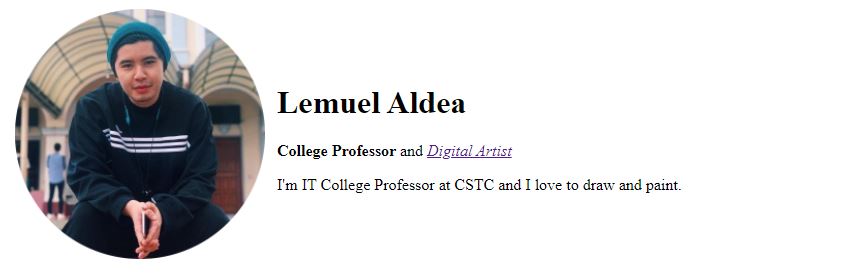 Lemuel Aldea
College Professor and Digital Artist
I'm IT College Professor at CSTC and I love to draw and paint.